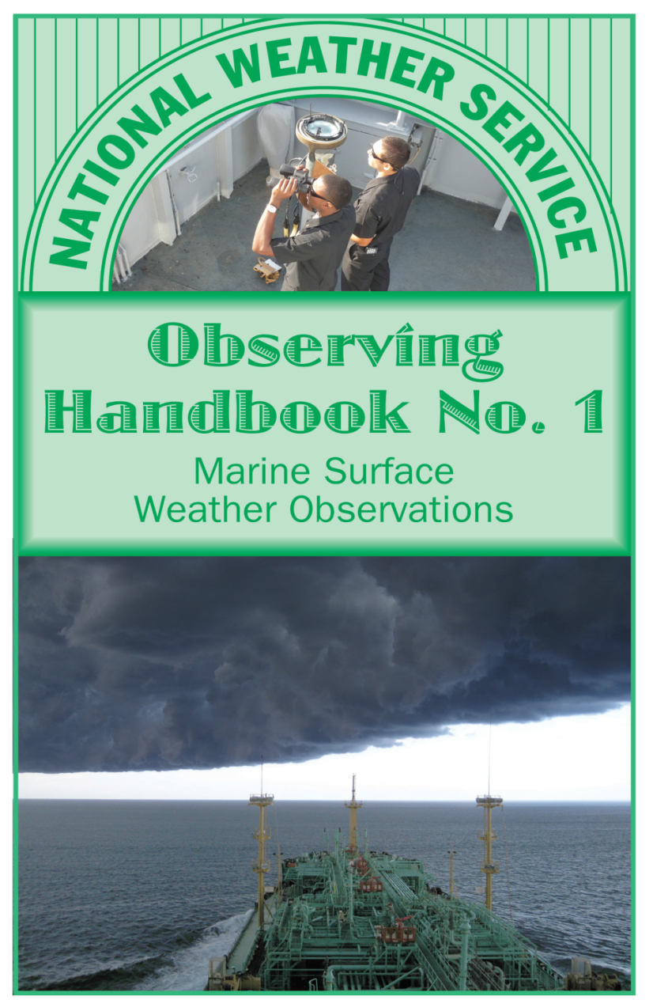 NATIONAL WEATHER SERVICE
Observing
Handbook No. 1
Marine Surface
Weather Observations